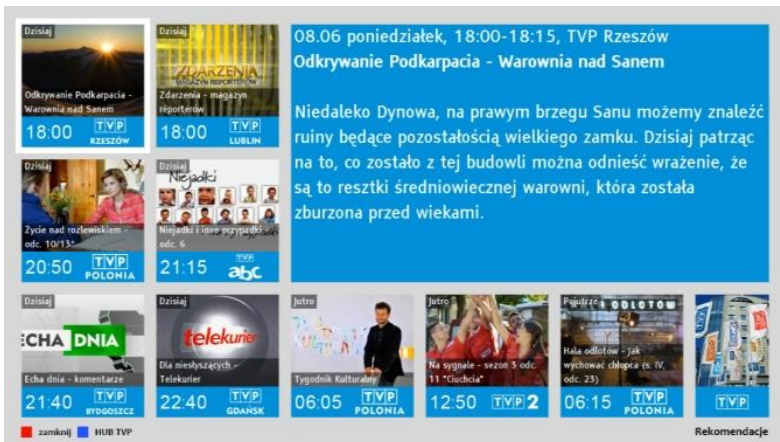 Dzisiaj
Odkrywanie Podkarpacia -
Warownia nad Sanem
18:00 TVP
RZESZÓW
Dzisiaj
ZDARZENIA
MAGAZYN REPORTERÓW
Zdarzenia - magazyn
reporterów
18:00 TVP
LUBLIN
08.06 poniedziałek, 18:00-18:15, TVP Rzeszów
Odkrywanie Podkarpacia - Warownia nad Sanem
Niedaleko Dynowa, na prawym brzegu Sanu możemy znaleźć
ruiny będące pozostałością wielkiego zamku. Dzisiaj patrząc
na to, co zostało z tej budowli można odnieść wrażenie, że
są to resztki średniowiecznej warowni, która została
zburzona przed wiekami.
Dzisiaj
Życie nad rozlewiskiem -
odc. 10/13"
20:50 TVP
POLONIA
Dzisiaj
Niejadki
Niejadki i inne przypadki
odc. 6
21:15 TVP
abc
Dzisiaj
ECHA DNIA
Echa dnia - komentarze
21:40 TVP
BYDGOSZCZ
Dzisiaj
telekurier
Dla niesłyszących -
Telekurier
22:40 TVP
GDAŃSK
Jutro
Tygodnik Kulturalny
06:05 TVP
POLONIA
Jutro
Na sygnale - sezon 3 odc.
11 "Ciuchcia"
12:50 TVP 2
Pojutrze
ODLOTÓW
Hala odlotów - Jak
wychować chłopca (s. IV,
odc. 23)
06:15 TVP
POLONIA
TVP
zamknij HUB TVP
Rekomendacje